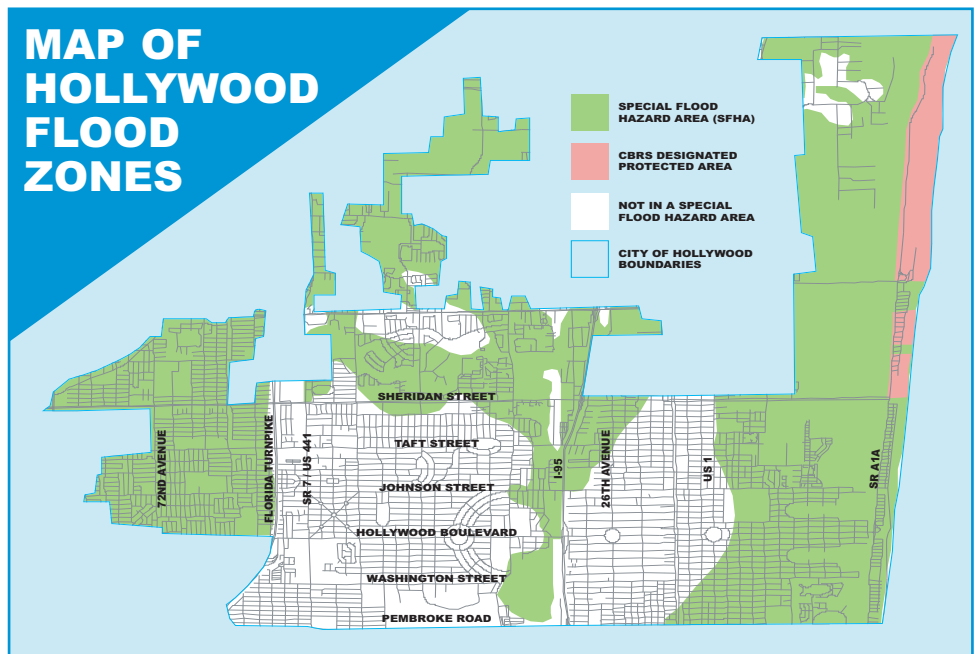 MAP OF
HOLLYWOOD
FLOOD
ZONES
SPECIAL FLOOD
HAZARD AREA (SFHA)
CBRS DESIGNATED
PROTECTED AREA
NOT IN A SPECIAL
FLOOD HAZARD AREA
CITY OF HOLLYWOOD
BOUNDARIES
72ND AVENUE
FLORIDA TURNPIKE
SR 7 / US 441
SHERIDAN STREET
TAFT STREET
JOHNSON STREET
HOLLYWOOD BOULEVARD
WASHINGTON STREET
PEMBROKE ROAD
I-95
26TH AVENUE
US 1
SR A1A